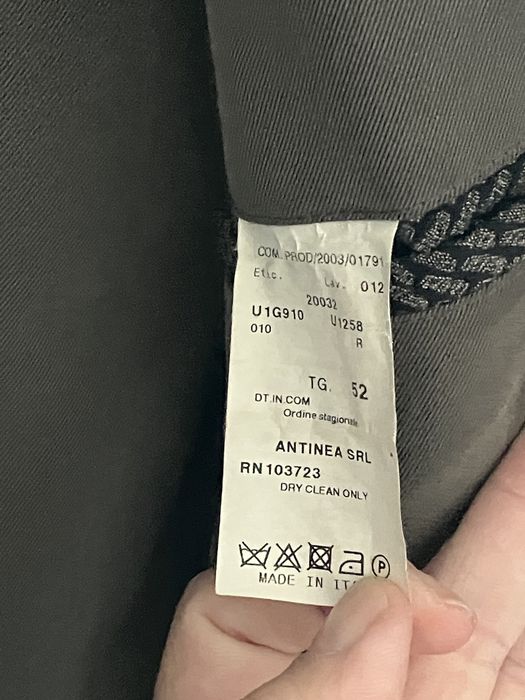 COM. PROD/2003/01791
Etic. Lav. 012
20032
U1G910 U1258
010 R
TG. 52
DT.IN.COM
Ordine stagionale
ANTINEA SRL
RN 103723
DRY CLEAN ONLY
P
MADE IN